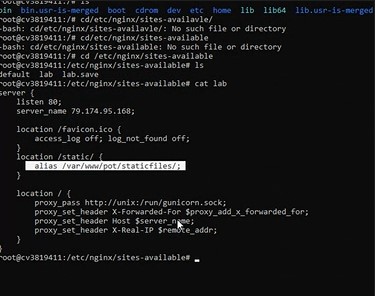 root@cv3819411:/# ls
bin bin.usr-is-merged boot cdrom dev etc home lib lib64 lib.usr-is-merged
root@cv3819411:/# cd/etc/nginx/sites-availavle/
-bash: cd/etc/nginx/sites-availavle/: No such file or directory
root@cv3819411:/# cd/etc/nginx/sites-available
-bash: cd/etc/nginx/sites-available: No such file or directory
root@cv3819411:/# cd /etc/nginx/sites-available
root@cv3819411:/etc/nginx/sites-available# ls
default lab lab.save
root@cv3819411:/etc/nginx/sites-available# cat lab
server {
listen 80;
server_name 79.174.95.168;
location /favicon.ico {
access_log off; log_not_found off;
}
location /static/ {
alias /var/www/pot/staticfiles/;
}
location / {
proxy_pass http://unix:/run/gunicorn.sock;
proxy_set_header X-Forwarded-For $proxy_add_x_forwarded_for;
proxy_set_header Host $server_name;
proxy_set_header X-Real-IP $remote_addr;
}
}
root@cv3819411:/etc/nginx/sites-available#